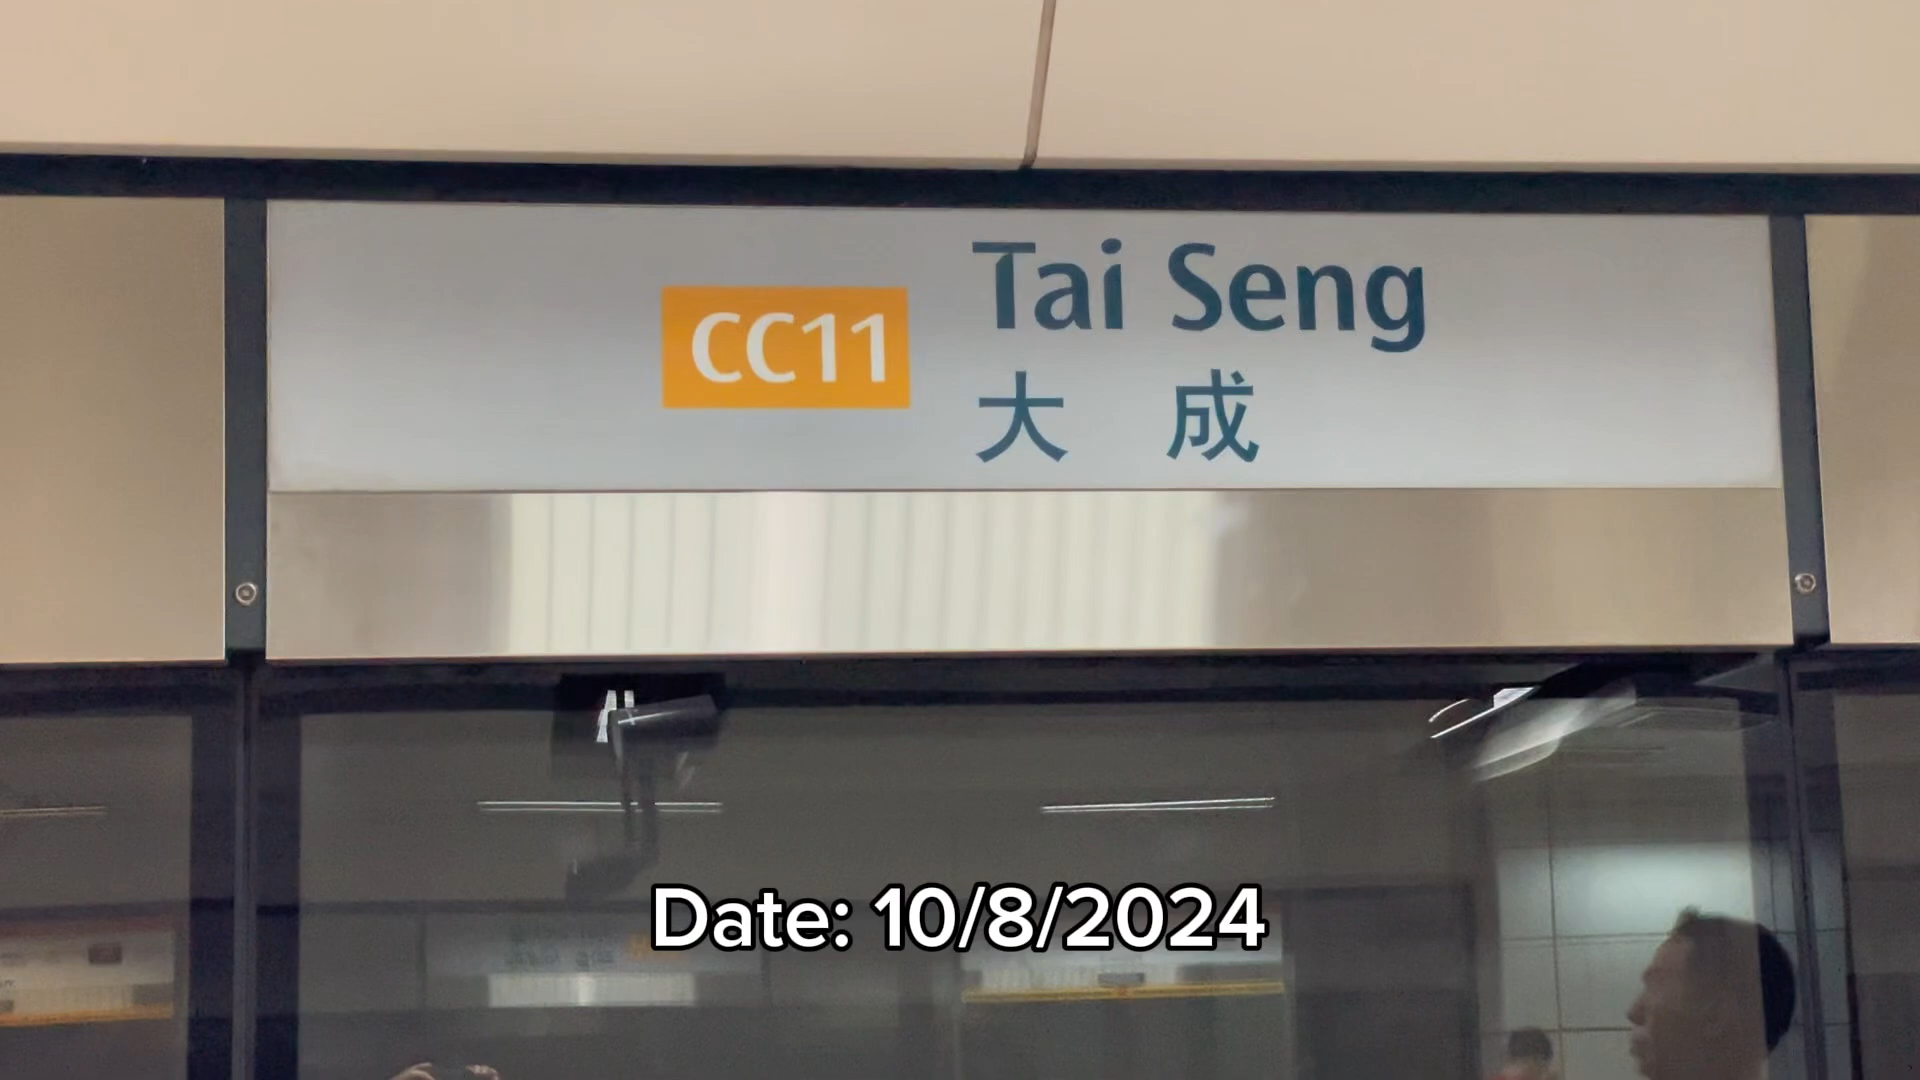 CC11
Tai Seng
大 成
Date: 10/8/2024